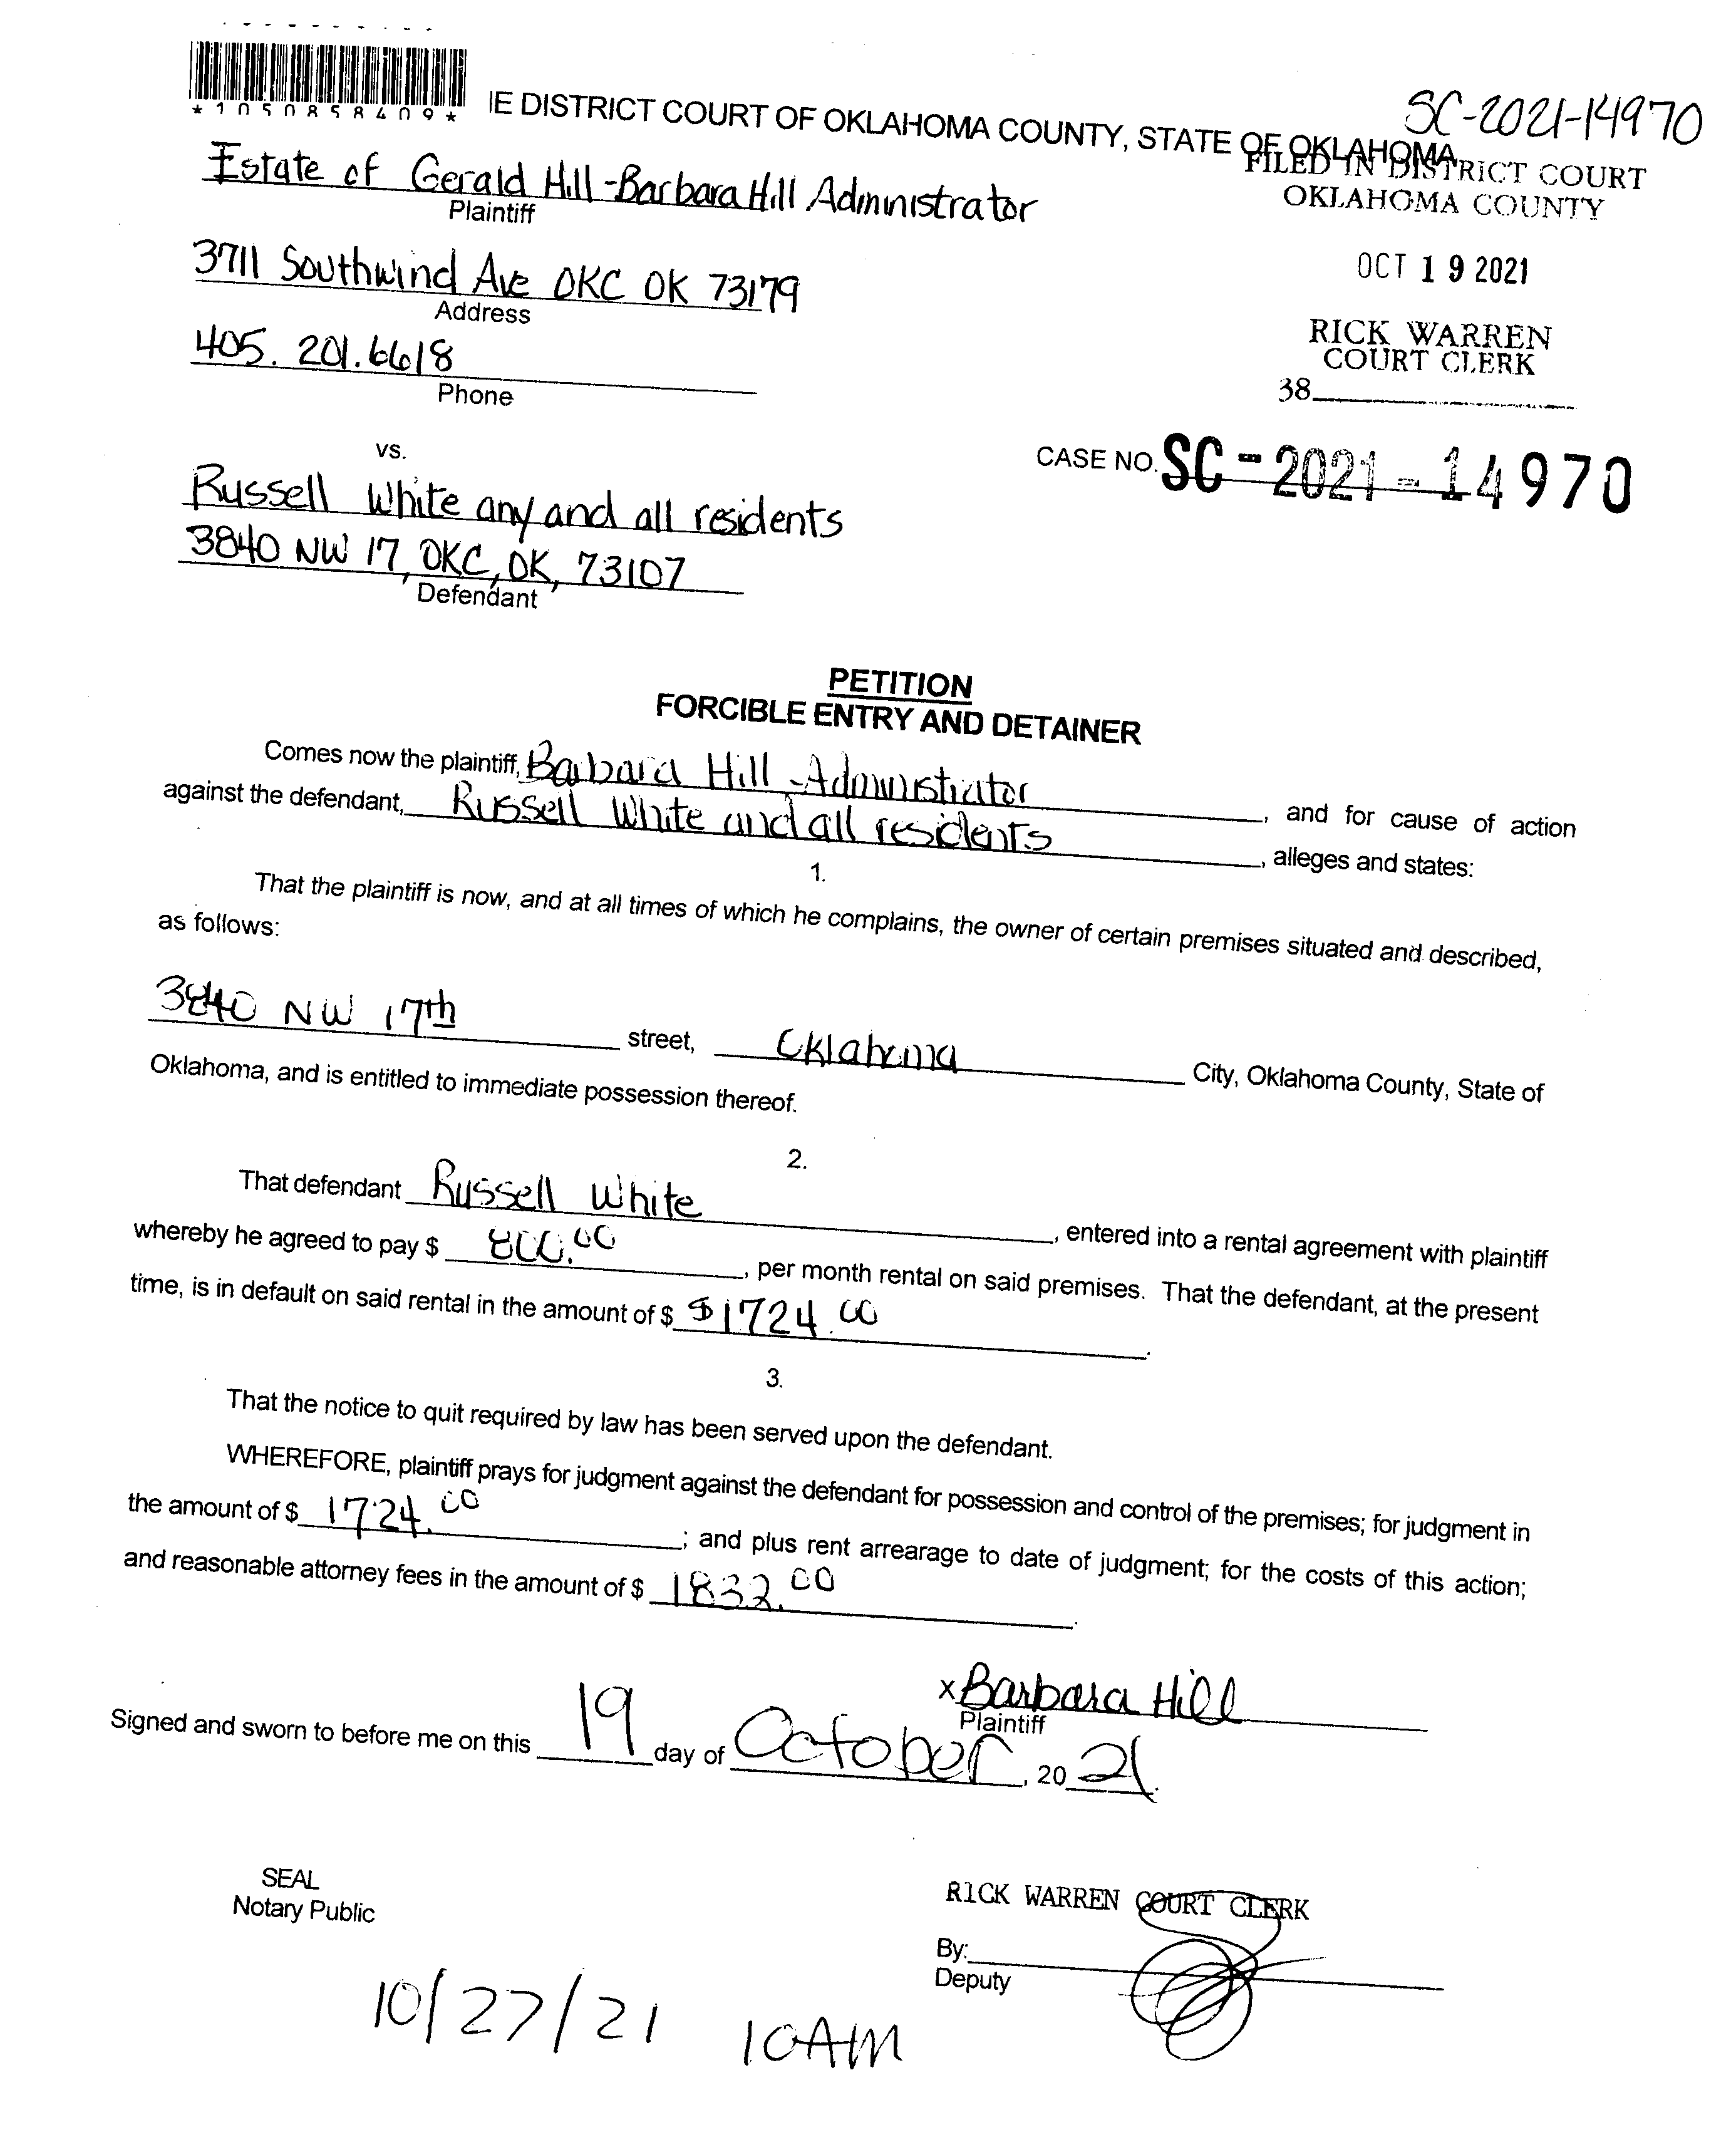 *1050858409*
IE DISTRICT COURT OF OKLAHOMA COUNTY, STATE OF OKLAHOMA
SC-2021-14970
FILED IN DISTRICT COURT
OKLAHOMA COUNTY
Estate of Gerald Hill-Barbara Hill Administrator
Plaintiff
OCT 19 2021
3711 Southwind Ave OKC OK 73179
Address
RICK WARREN
COURT CLERK
405. 201.6618
Phone
38
vs.
CASE NO. SC-2021-14970
Russell White any and all residents
3840 NW 17, OKC, OK, 73107
Defendant
PETITION
FORCIBLE ENTRY AND DETAINER
Comes now the plaintiff, Barbara Hill - Administrator, and for cause of action
against the defendant, Russell White and all residents, alleges and states:
1.
That the plaintiff is now, and at all times of which he complains, the owner of certain premises situated and described,
as follows:
3840 NW 17th street, Oklahoma City, Oklahoma County, State of
Oklahoma, and is entitled to immediate possession thereof.
2.
That defendant Russell White, entered into a rental agreement with plaintiff
whereby he agreed to pay $ 800.00, per month rental on said premises. That the defendant, at the present
time, is in default on said rental in the amount of $ $1724.00.
3.
That the notice to quit required by law has been served upon the defendant.
WHEREFORE, plaintiff prays for judgment against the defendant for possession and control of the premises; for judgment in
the amount of $ 1724.00; and plus rent arrearage to date of judgment; for the costs of this action;
and reasonable attorney fees in the amount of $ 1832.00.
x Barbara Hill
Plaintiff
Signed and sworn to before me on this 19 day of October, 20 21.
SEAL
Notary Public
RICK WARREN COURT CLERK
By:
Deputy
10/27/21 10AM